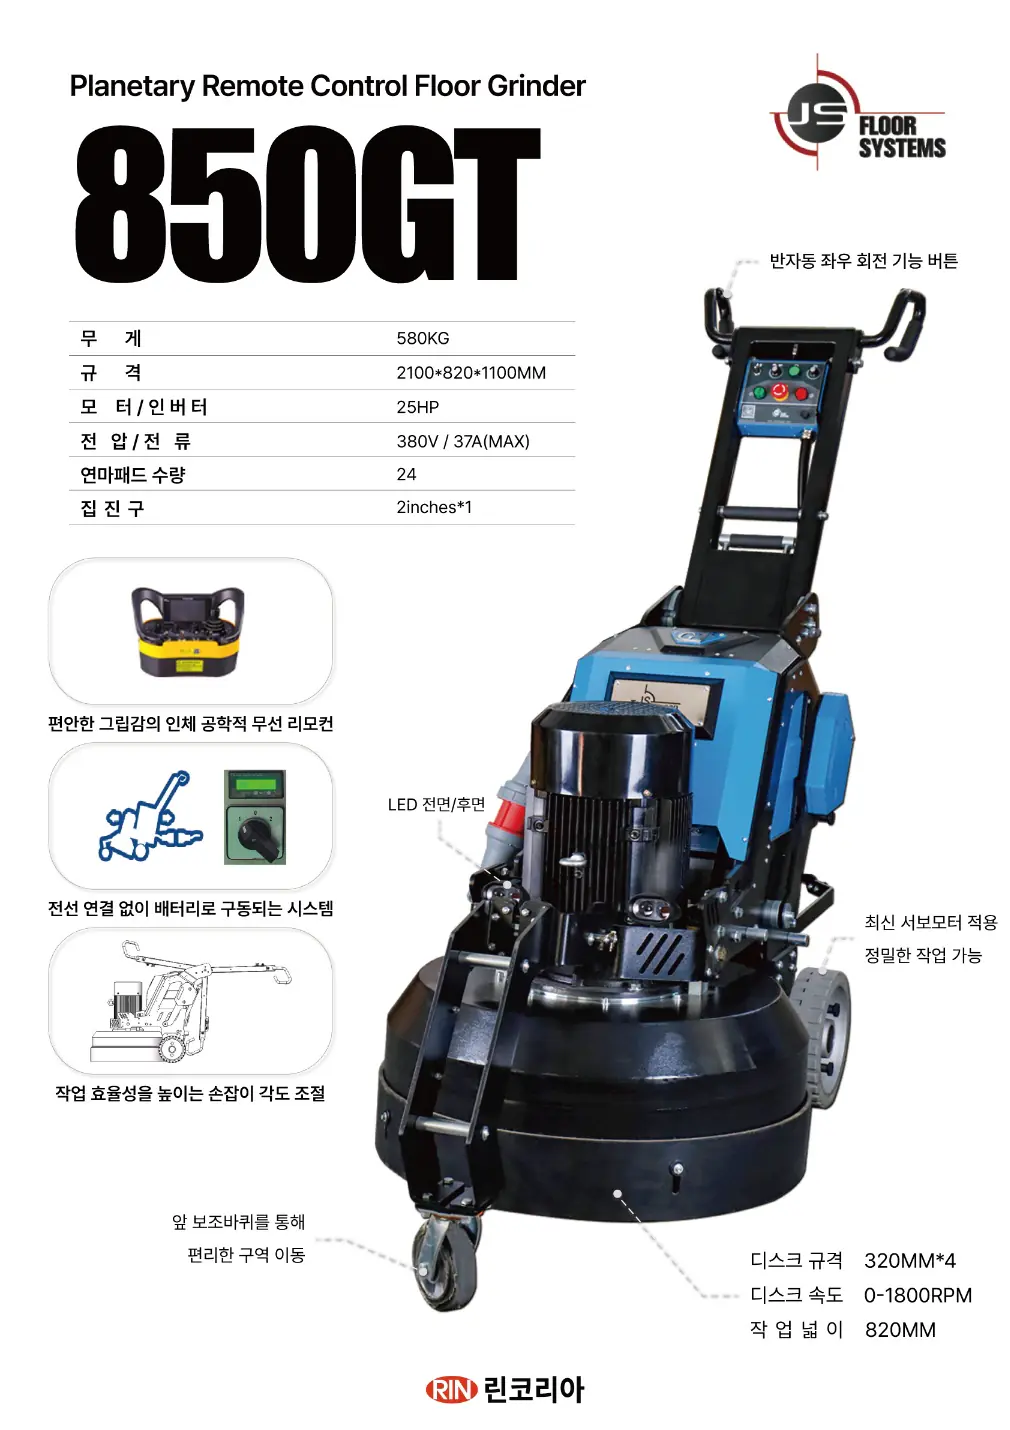 Planetary Remote Control Floor Grinder
850GT
JS
FLOOR
SYSTEMS
반자동 좌우 회전 기능 버튼
무 게 580KG
규 격 2100*820*1100MM
모 터 / 인 버 터 25HP
전 압 / 전 류 380V / 37A(MAX)
연마패드 수량 24
집 진 구 2inches*1
편안한 그립감의 인체 공학적 무선 리모컨
1 0 2
전선 연결 없이 배터리로 구동되는 시스템
작업 효율성을 높이는 손잡이 각도 조절
LED 전면/후면
JS
최신 서보모터 적용
정밀한 작업 가능
앞 보조바퀴를 통해
편리한 구역 이동
디스크 규격 320MM*4
디스크 속도 0-1800RPM
작 업 넓 이 820MM
RIN 린코리아